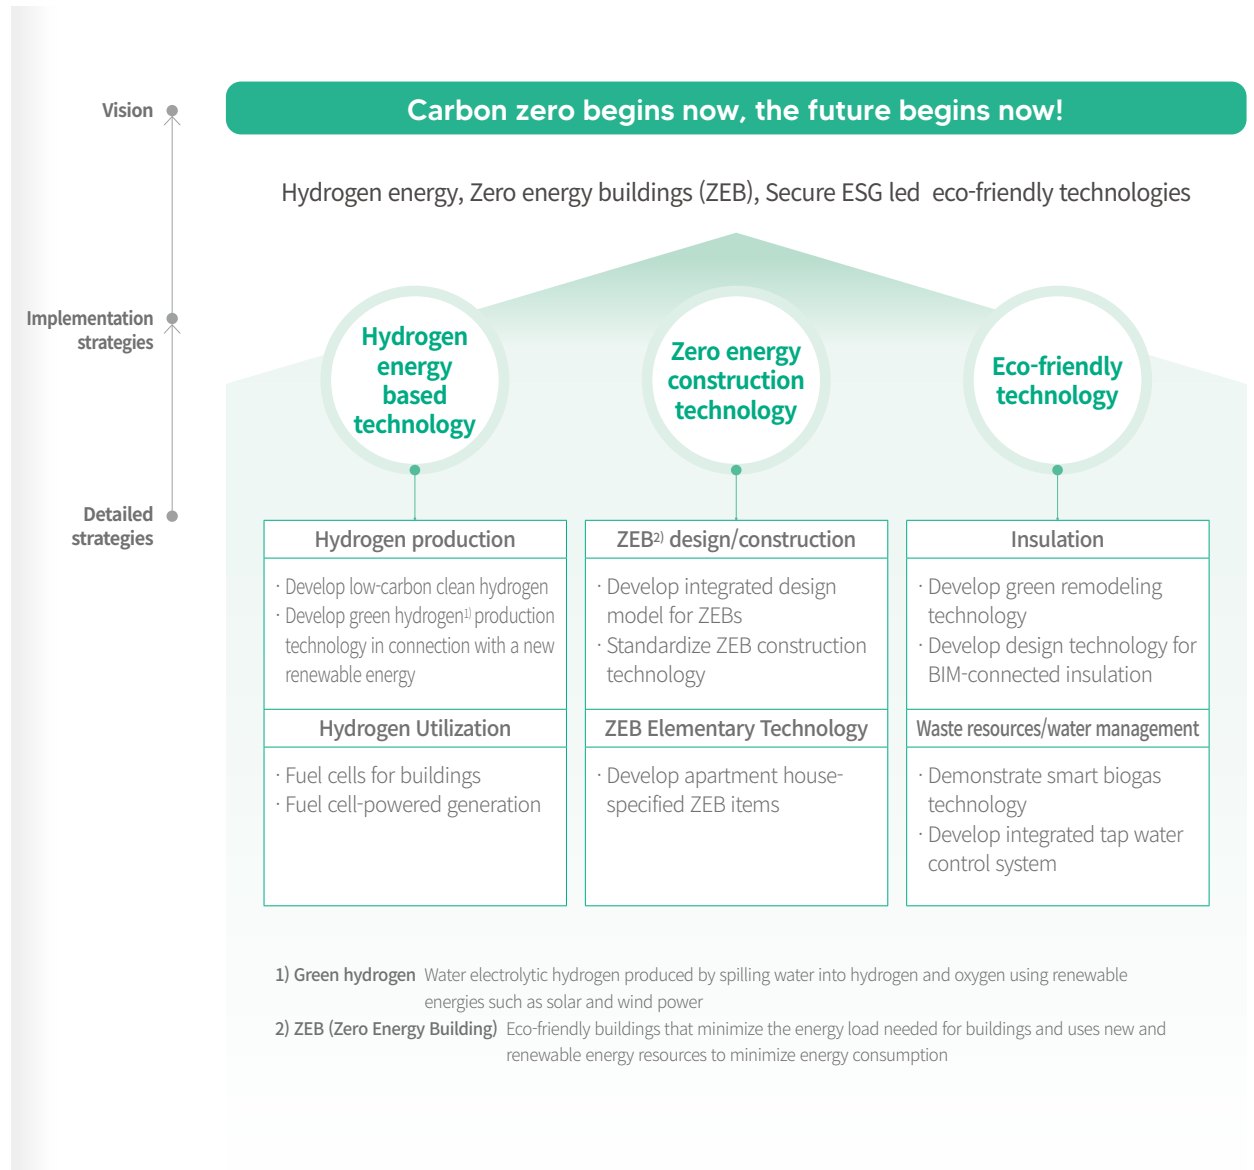 Vision
Carbon zero begins now, the future begins now!
Hydrogen energy, Zero energy buildings (ZEB), Secure ESG led eco-friendly technologies
Implementation
strategies
Hydrogen
energy
based
technology
Zero energy
construction
technology
Eco-friendly
technology
Detailed
strategies
Hydrogen production
· Develop low-carbon clean hydrogen
· Develop green hydrogen1) production
technology in connection with a new
renewable energy
Hydrogen Utilization
· Fuel cells for buildings
· Fuel cell-powered generation
ZEB2) design/construction
· Develop integrated design
model for ZEBs
· Standardize ZEB construction
technology
ZEB Elementary Technology
· Develop apartment house-
specified ZEB items
Insulation
· Develop green remodeling
technology
· Develop design technology for
BIM-connected insulation
Waste resources/water management
· Demonstrate smart biogas
technology
· Develop integrated tap water
control system
1) Green hydrogen Water electrolytic hydrogen produced by spilling water into hydrogen and oxygen using renewable
energies such as solar and wind power
2) ZEB (Zero Energy Building) Eco-friendly buildings that minimize the energy load needed for buildings and uses new and
renewable energy resources to minimize energy consumption